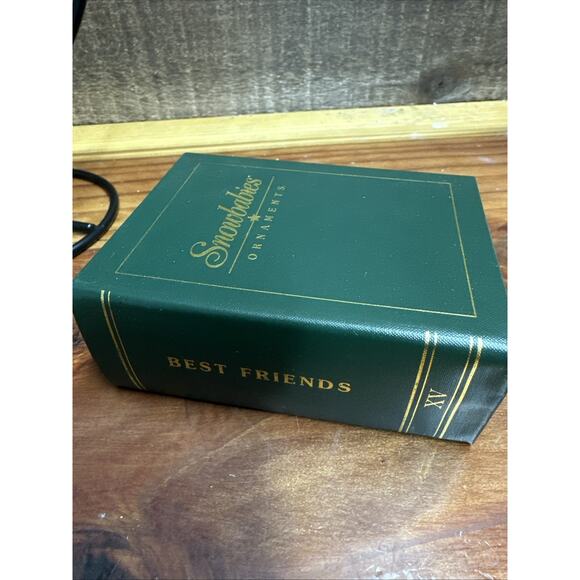 Snowbabies
ORNAMENTS
BEST FRIENDS
XV